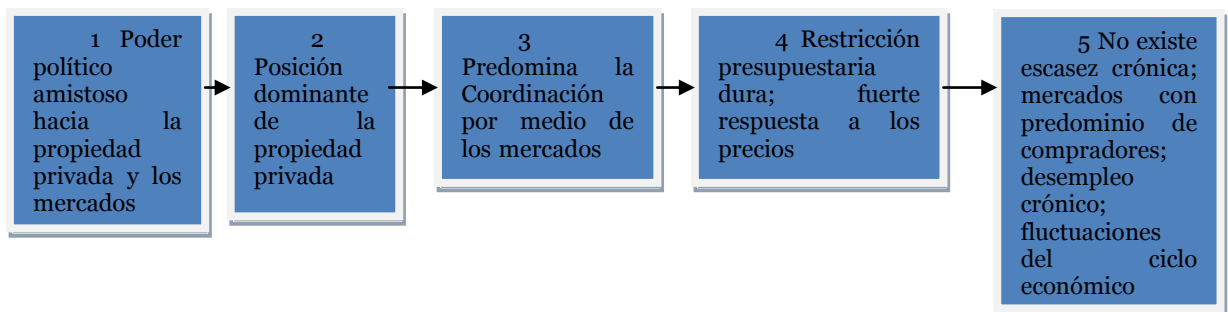 1 Poder
político
amistoso
hacia la
propiedad
privada y los
mercados
2
Posición
dominante
de la
propiedad
privada
3
Predomina la
Coordinación
por medio de
los mercados
4 Restricción
presupuestaria
dura; fuerte
respuesta a los
precios
5 No existe
escasez crónica;
mercados con
predominio de
compradores;
desempleo
crónico;
fluctuaciones
del ciclo
económico